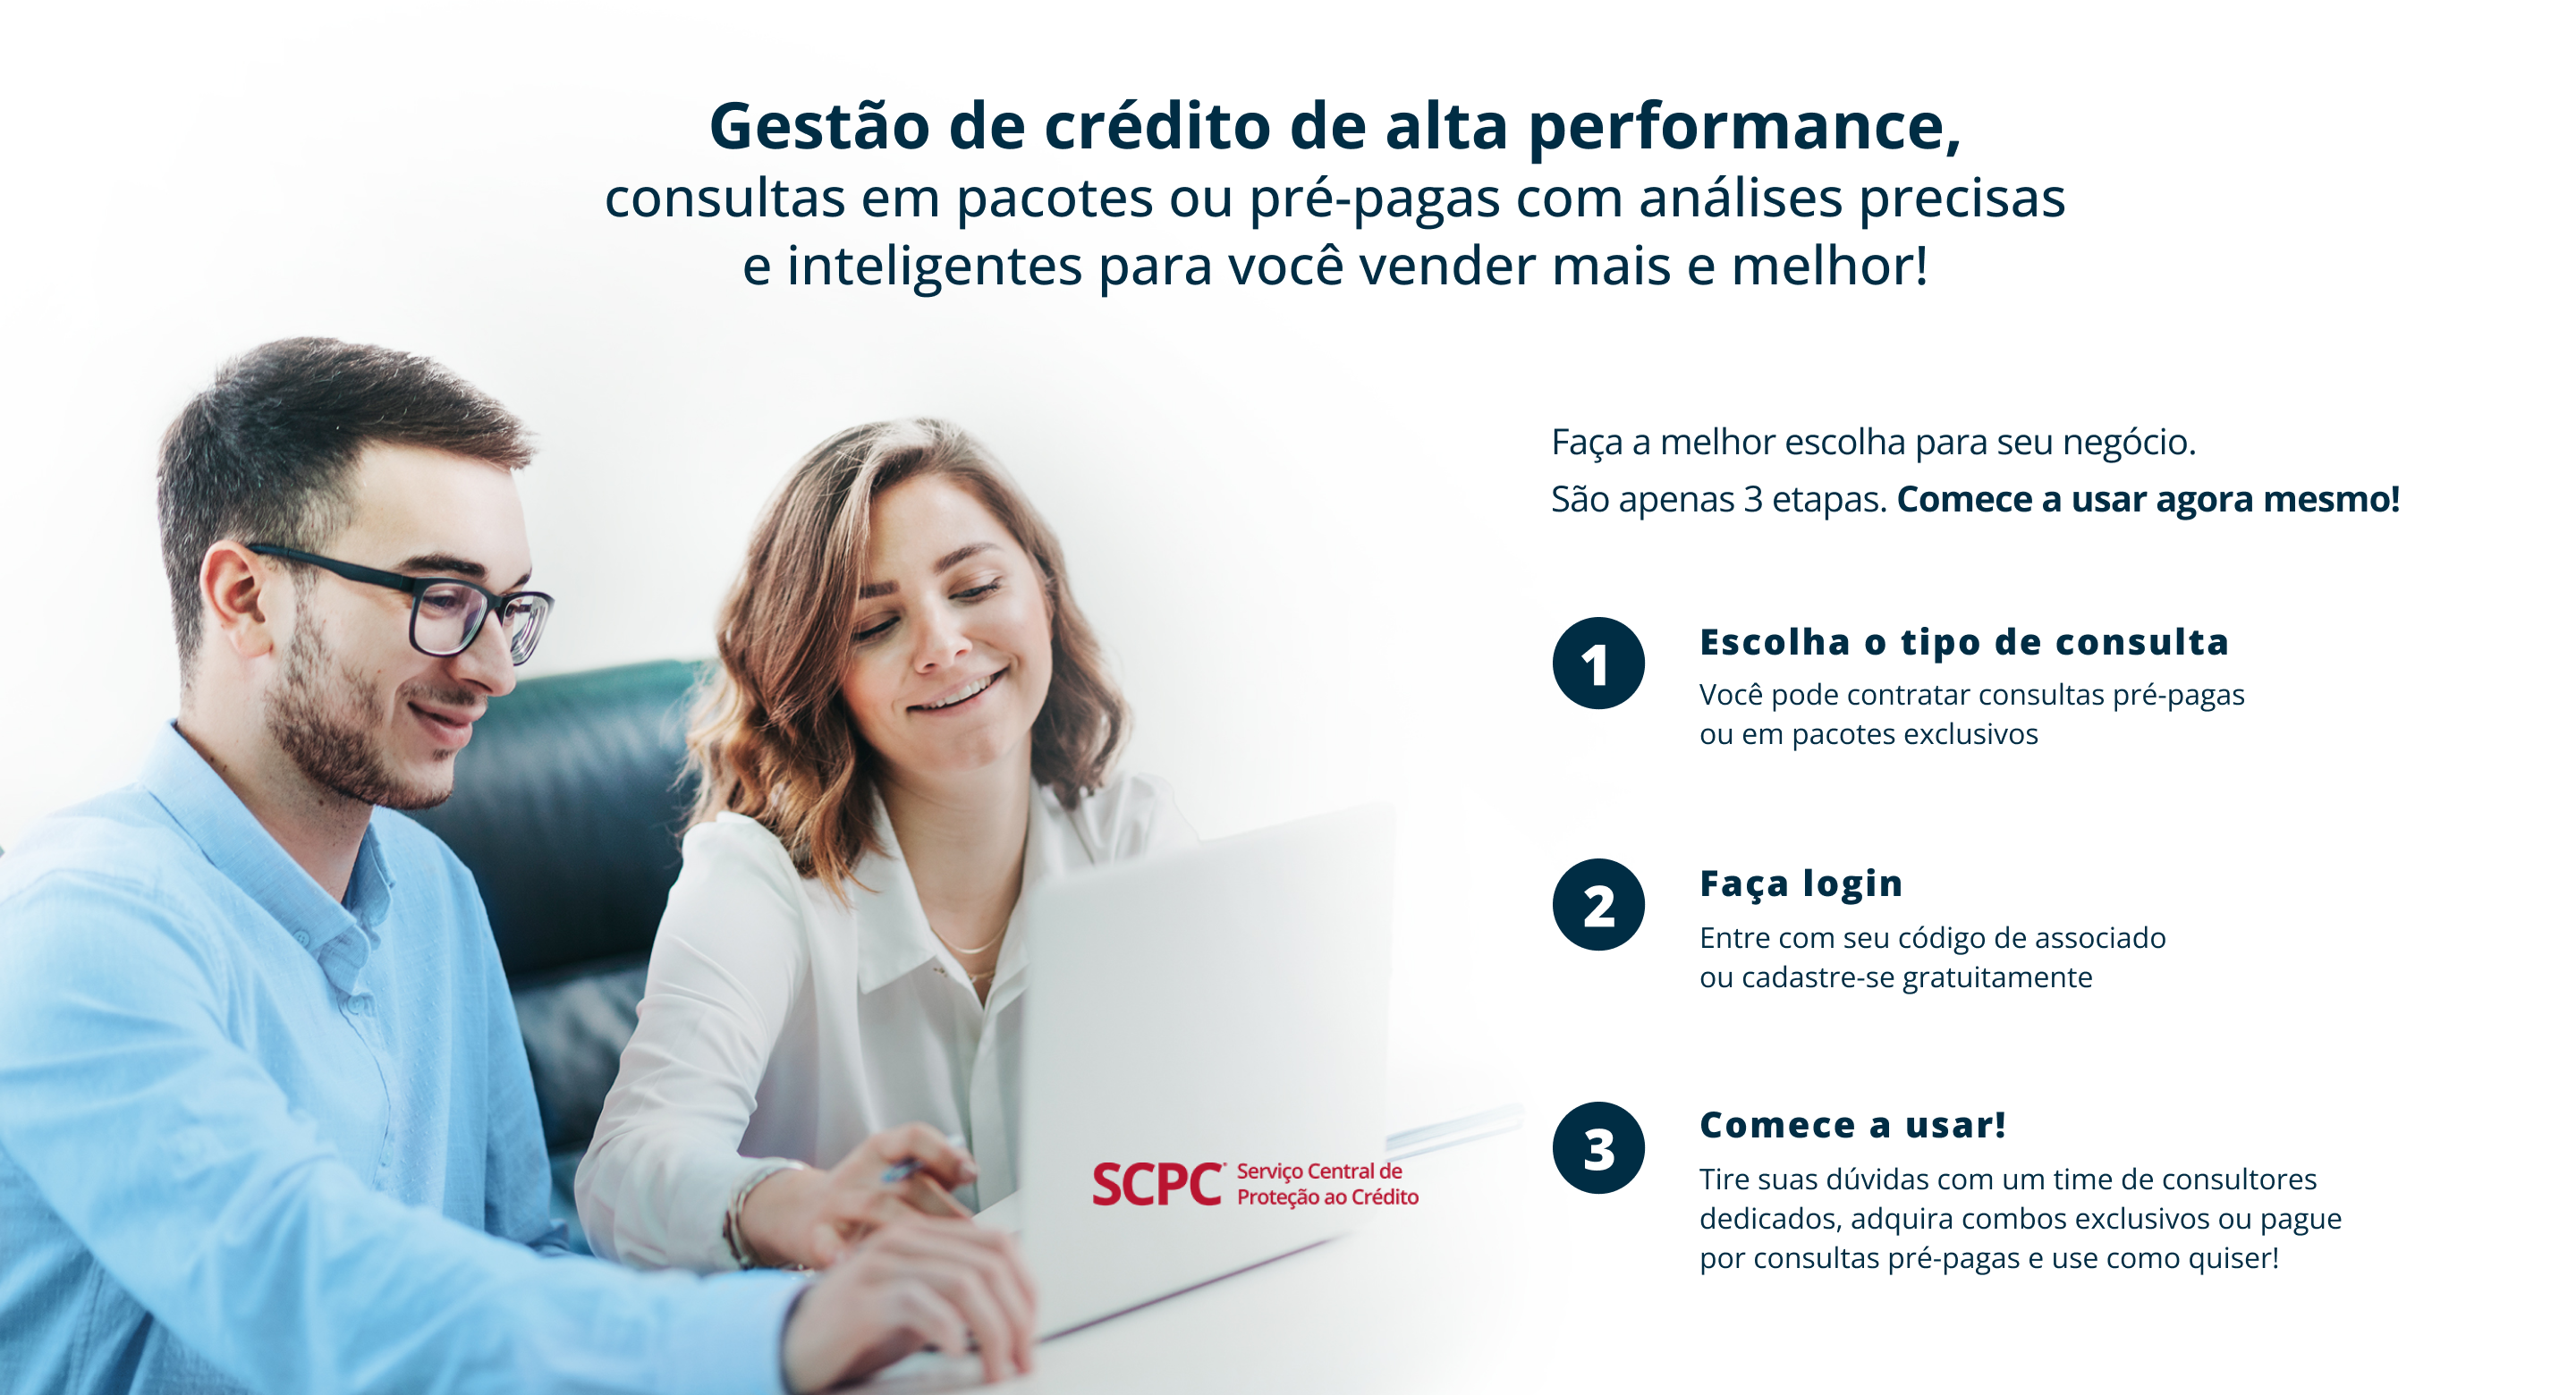 Gestão de crédito de alta performance,
consultas em pacotes ou pré-pagas com análises precisas
e inteligentes para você vender mais e melhor!
Faça a melhor escolha para seu negócio.
São apenas 3 etapas. Comece a usar agora mesmo!
1
Escolha o tipo de consulta
Você pode contratar consultas pré-pagas
ou em pacotes exclusivos
2
Faça login
Entre com seu código de associado
ou cadastre-se gratuitamente
3
Comece a usar!
Tire suas dúvidas com um time de consultores
dedicados, adquira combos exclusivos ou pague
por consultas pré-pagas e use como quiser!
SCPC
Serviço Central de
Proteção ao Crédito